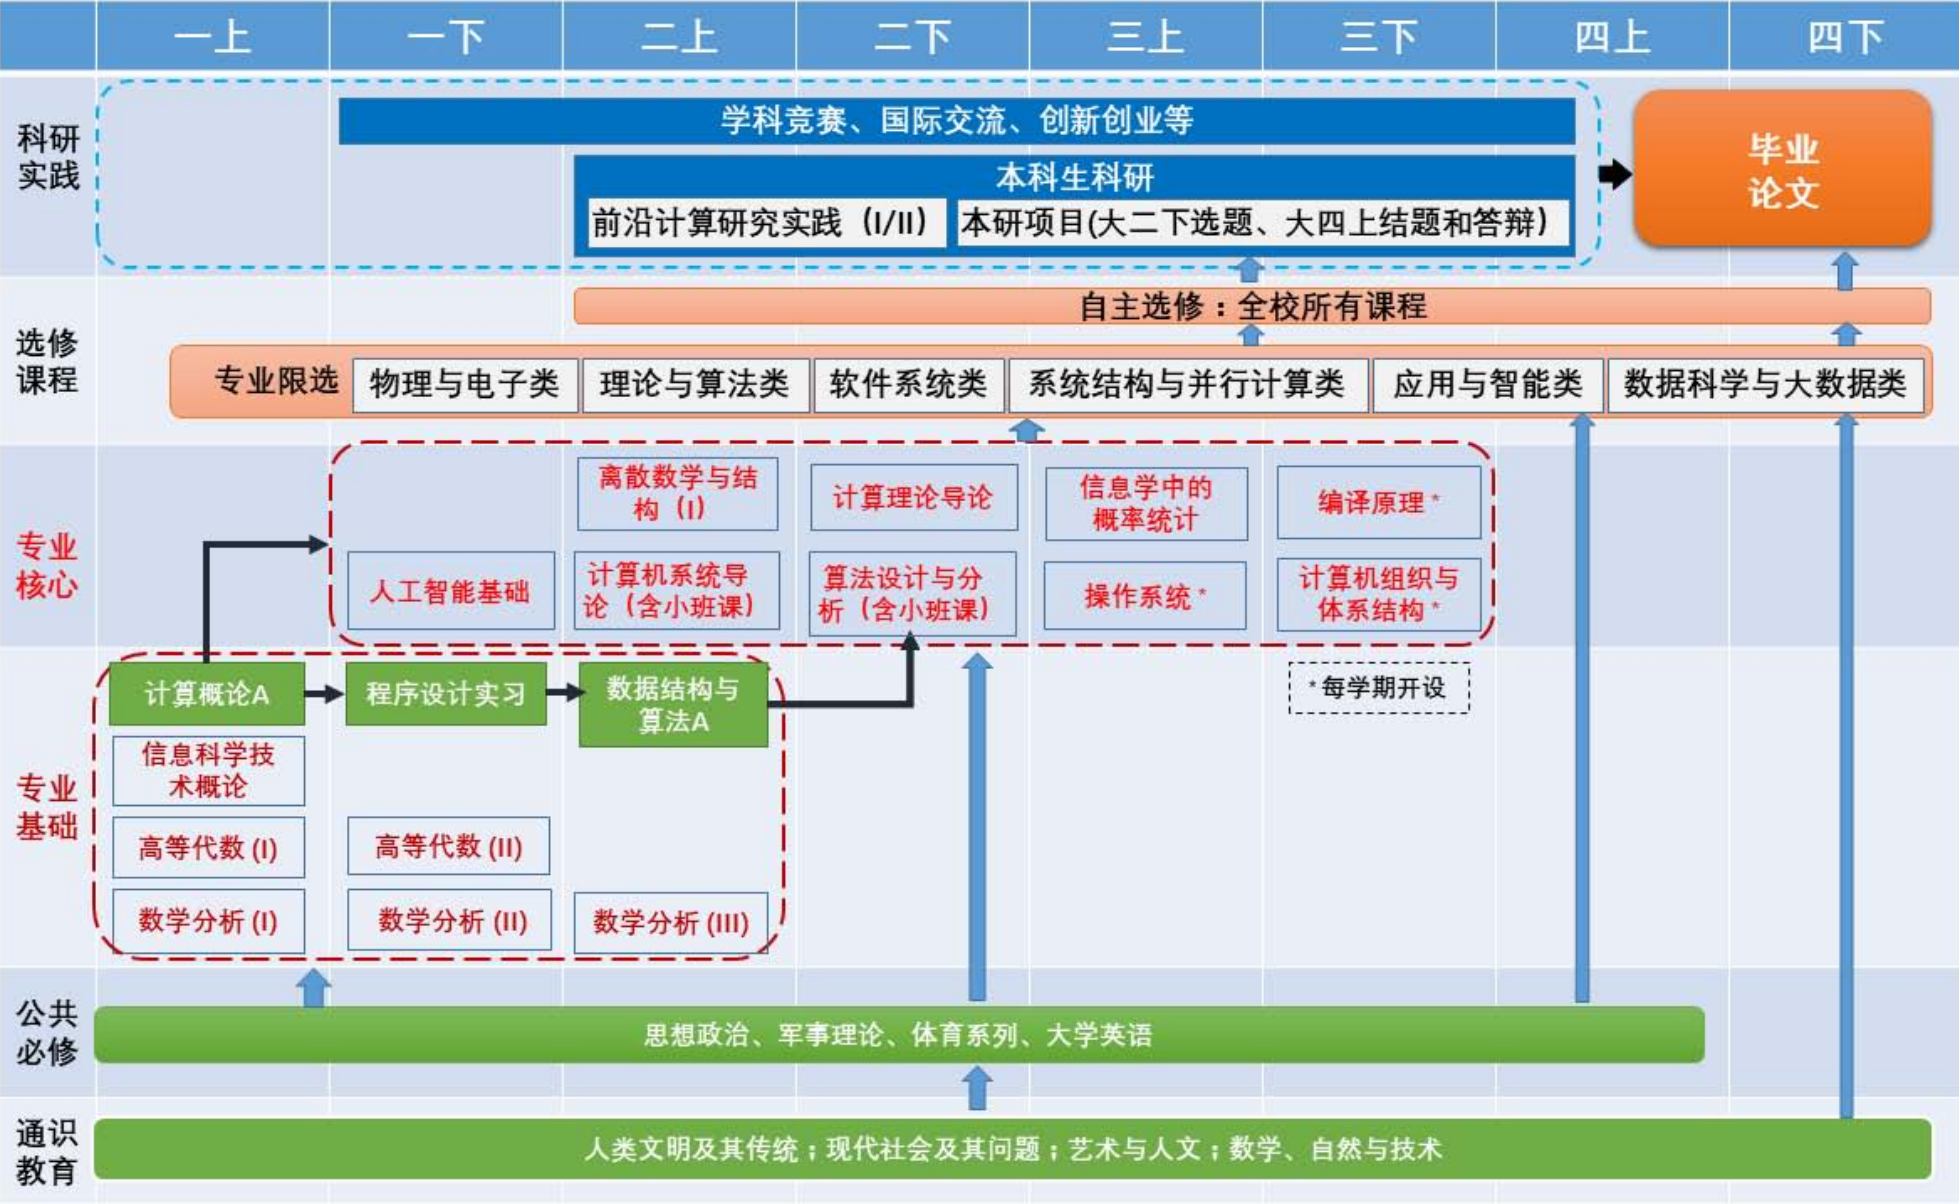 一上
一下
二上
二下
三上
三下
四上
四下
科研
实践
学科竞赛、国际交流、创新创业等
本科生科研
前沿计算研究实践（I/II）
本研项目(大二下选题、大四上结题和答辩）
毕业
论文
选修
课程
自主选修：全校所有课程
专业限选
物理与电子类
理论与算法类
软件系统类
系统结构与并行计算类
应用与智能类
数据科学与大数据类
专业
核心
离散数学与结
构（I）
计算理论导论
信息学中的
概率统计
编译原理 *
人工智能基础
计算机系统导
论（含小班课）
算法设计与分
析（含小班课）
操作系统 *
计算机组织与
体系结构 *
专业
基础
计算概论A
程序设计实习
数据结构与
算法A
* 每学期开设
信息科学技
术概论
高等代数 (I)
高等代数 (II)
数学分析 (I)
数学分析 (II)
数学分析 (III)
公共
必修
思想政治、军事理论、体育系列、大学英语
通识
教育
人类文明及其传统；现代社会及其问题；艺术与人文；数学、自然与技术